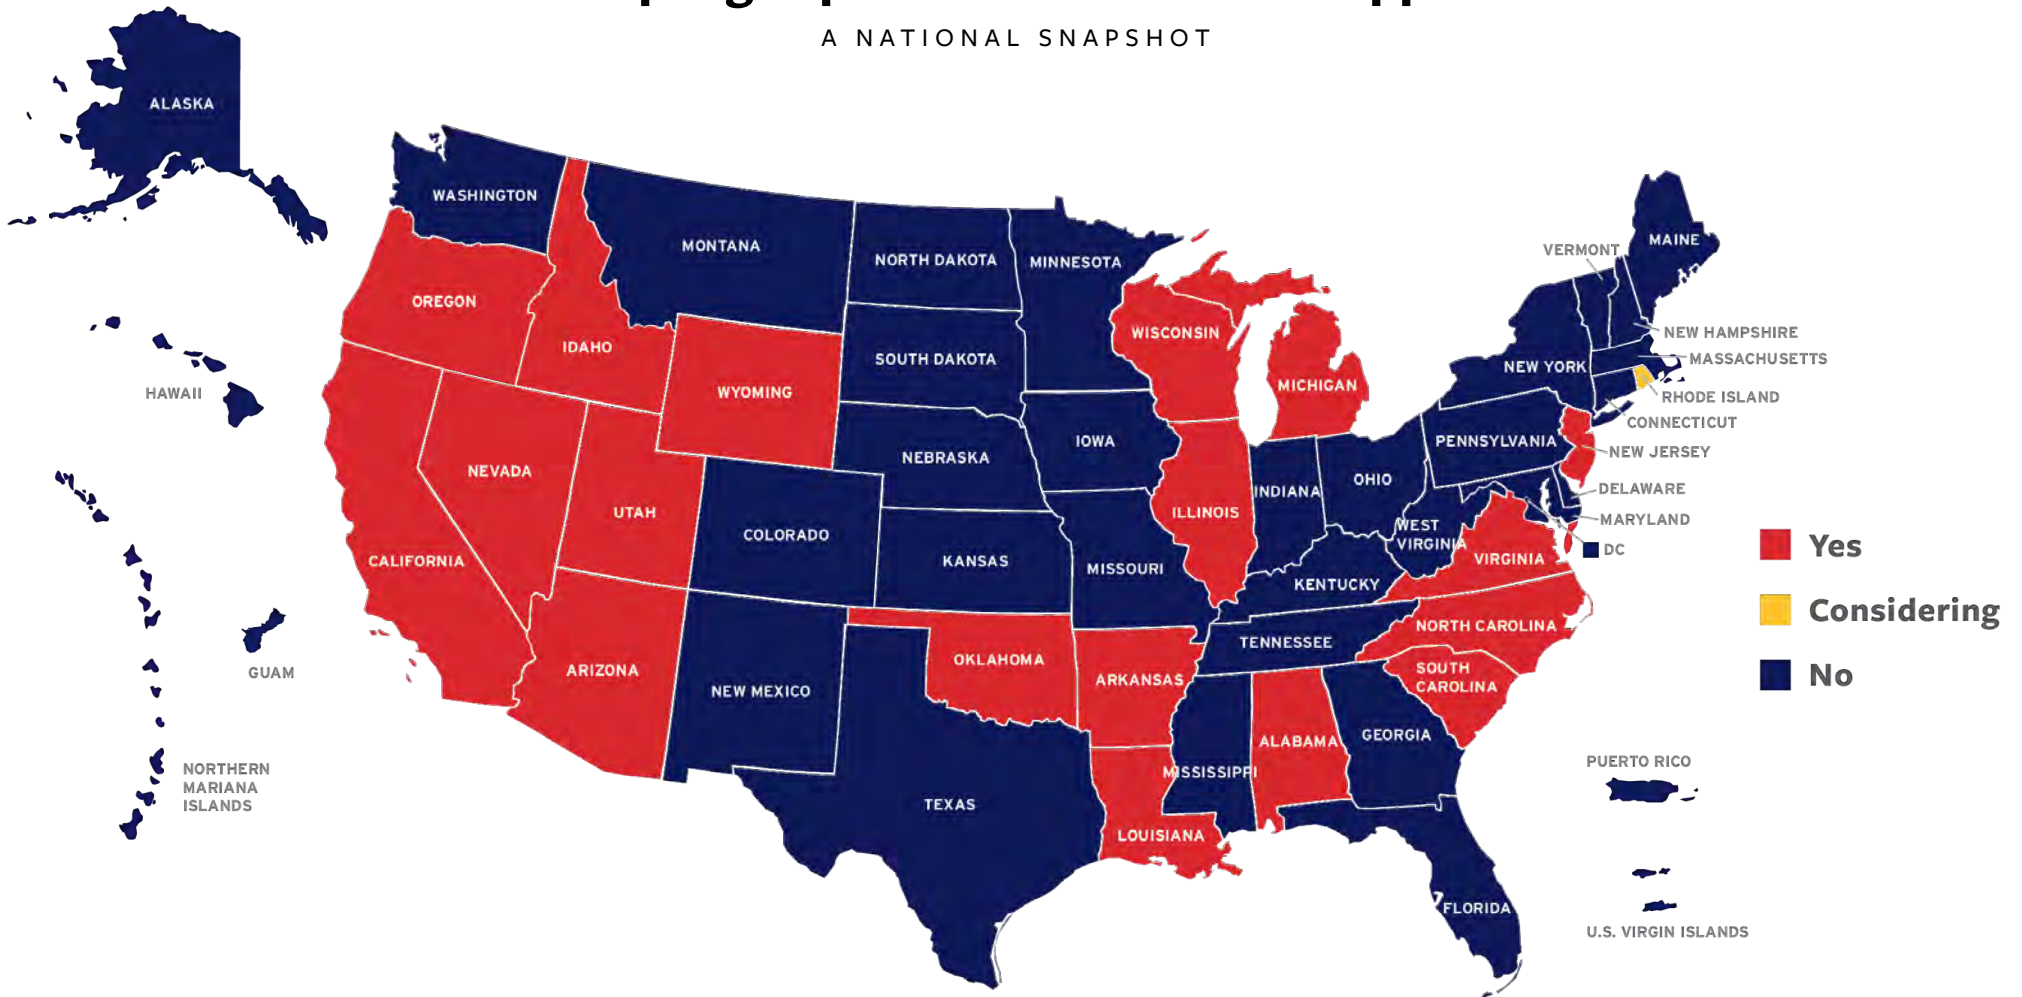 A NATIONAL SNAPSHOT
ALASKA
WASHINGTON
MONTANA
NORTH DAKOTA
MINNESOTA
MAINE
VERMONT
OREGON
IDAHO
WYOMING
SOUTH DAKOTA
WISCONSIN
MICHIGAN
NEW YORK
NEW HAMPSHIRE
MASSACHUSETTS
RHODE ISLAND
CONNECTICUT
HAWAII
NEVADA
UTAH
COLORADO
NEBRASKA
IOWA
ILLINOIS
INDIANA
OHIO
PENNSYLVANIA
NEW JERSEY
DELAWARE
MARYLAND
DC
CALIFORNIA
KANSAS
MISSOURI
KENTUCKY
WEST
VIRGINIA
VIRGINIA
Yes
Considering
No
GUAM
ARIZONA
NEW MEXICO
OKLAHOMA
ARKANSAS
TENNESSEE
NORTH CAROLINA
SOUTH
CAROLINA
NORTHERN
MARIANA
ISLANDS
TEXAS
LOUISIANA
MISSISSIPPI
ALABAMA
GEORGIA
FLORIDA
PUERTO RICO
U.S. VIRGIN ISLANDS